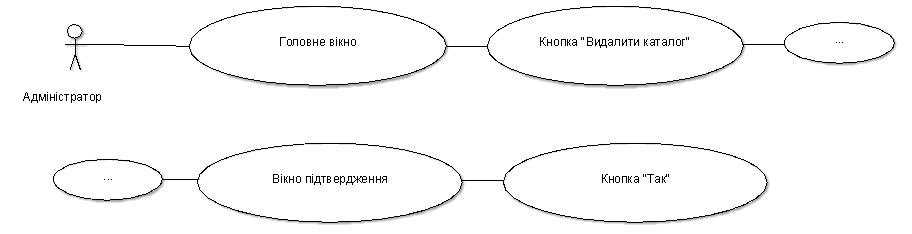 Головне вікно
Кнопка "Видалити каталог"
...
Адміністратор
...
Вікно підтвердження
Кнопка "Так"